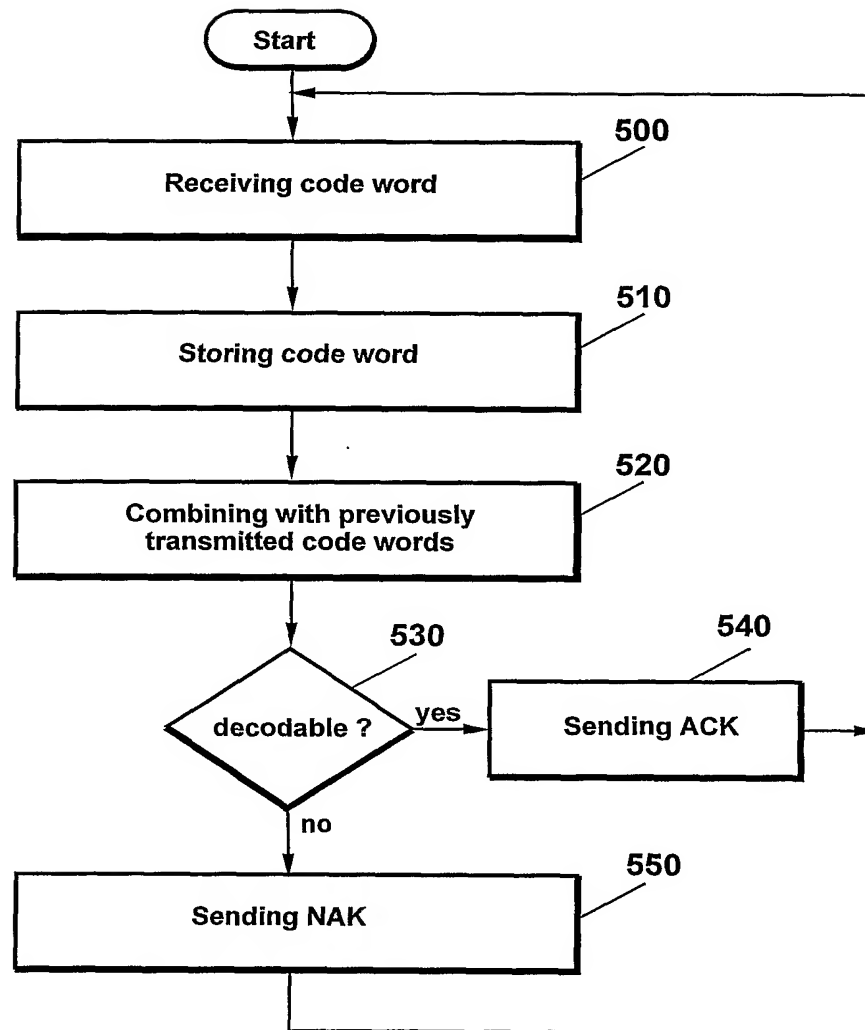 Start
500
Receiving code word
510
Storing code word
520
Combining with previously
transmitted code words
530
540
decodable ?
yes
Sending ACK
no
550
Sending NAK